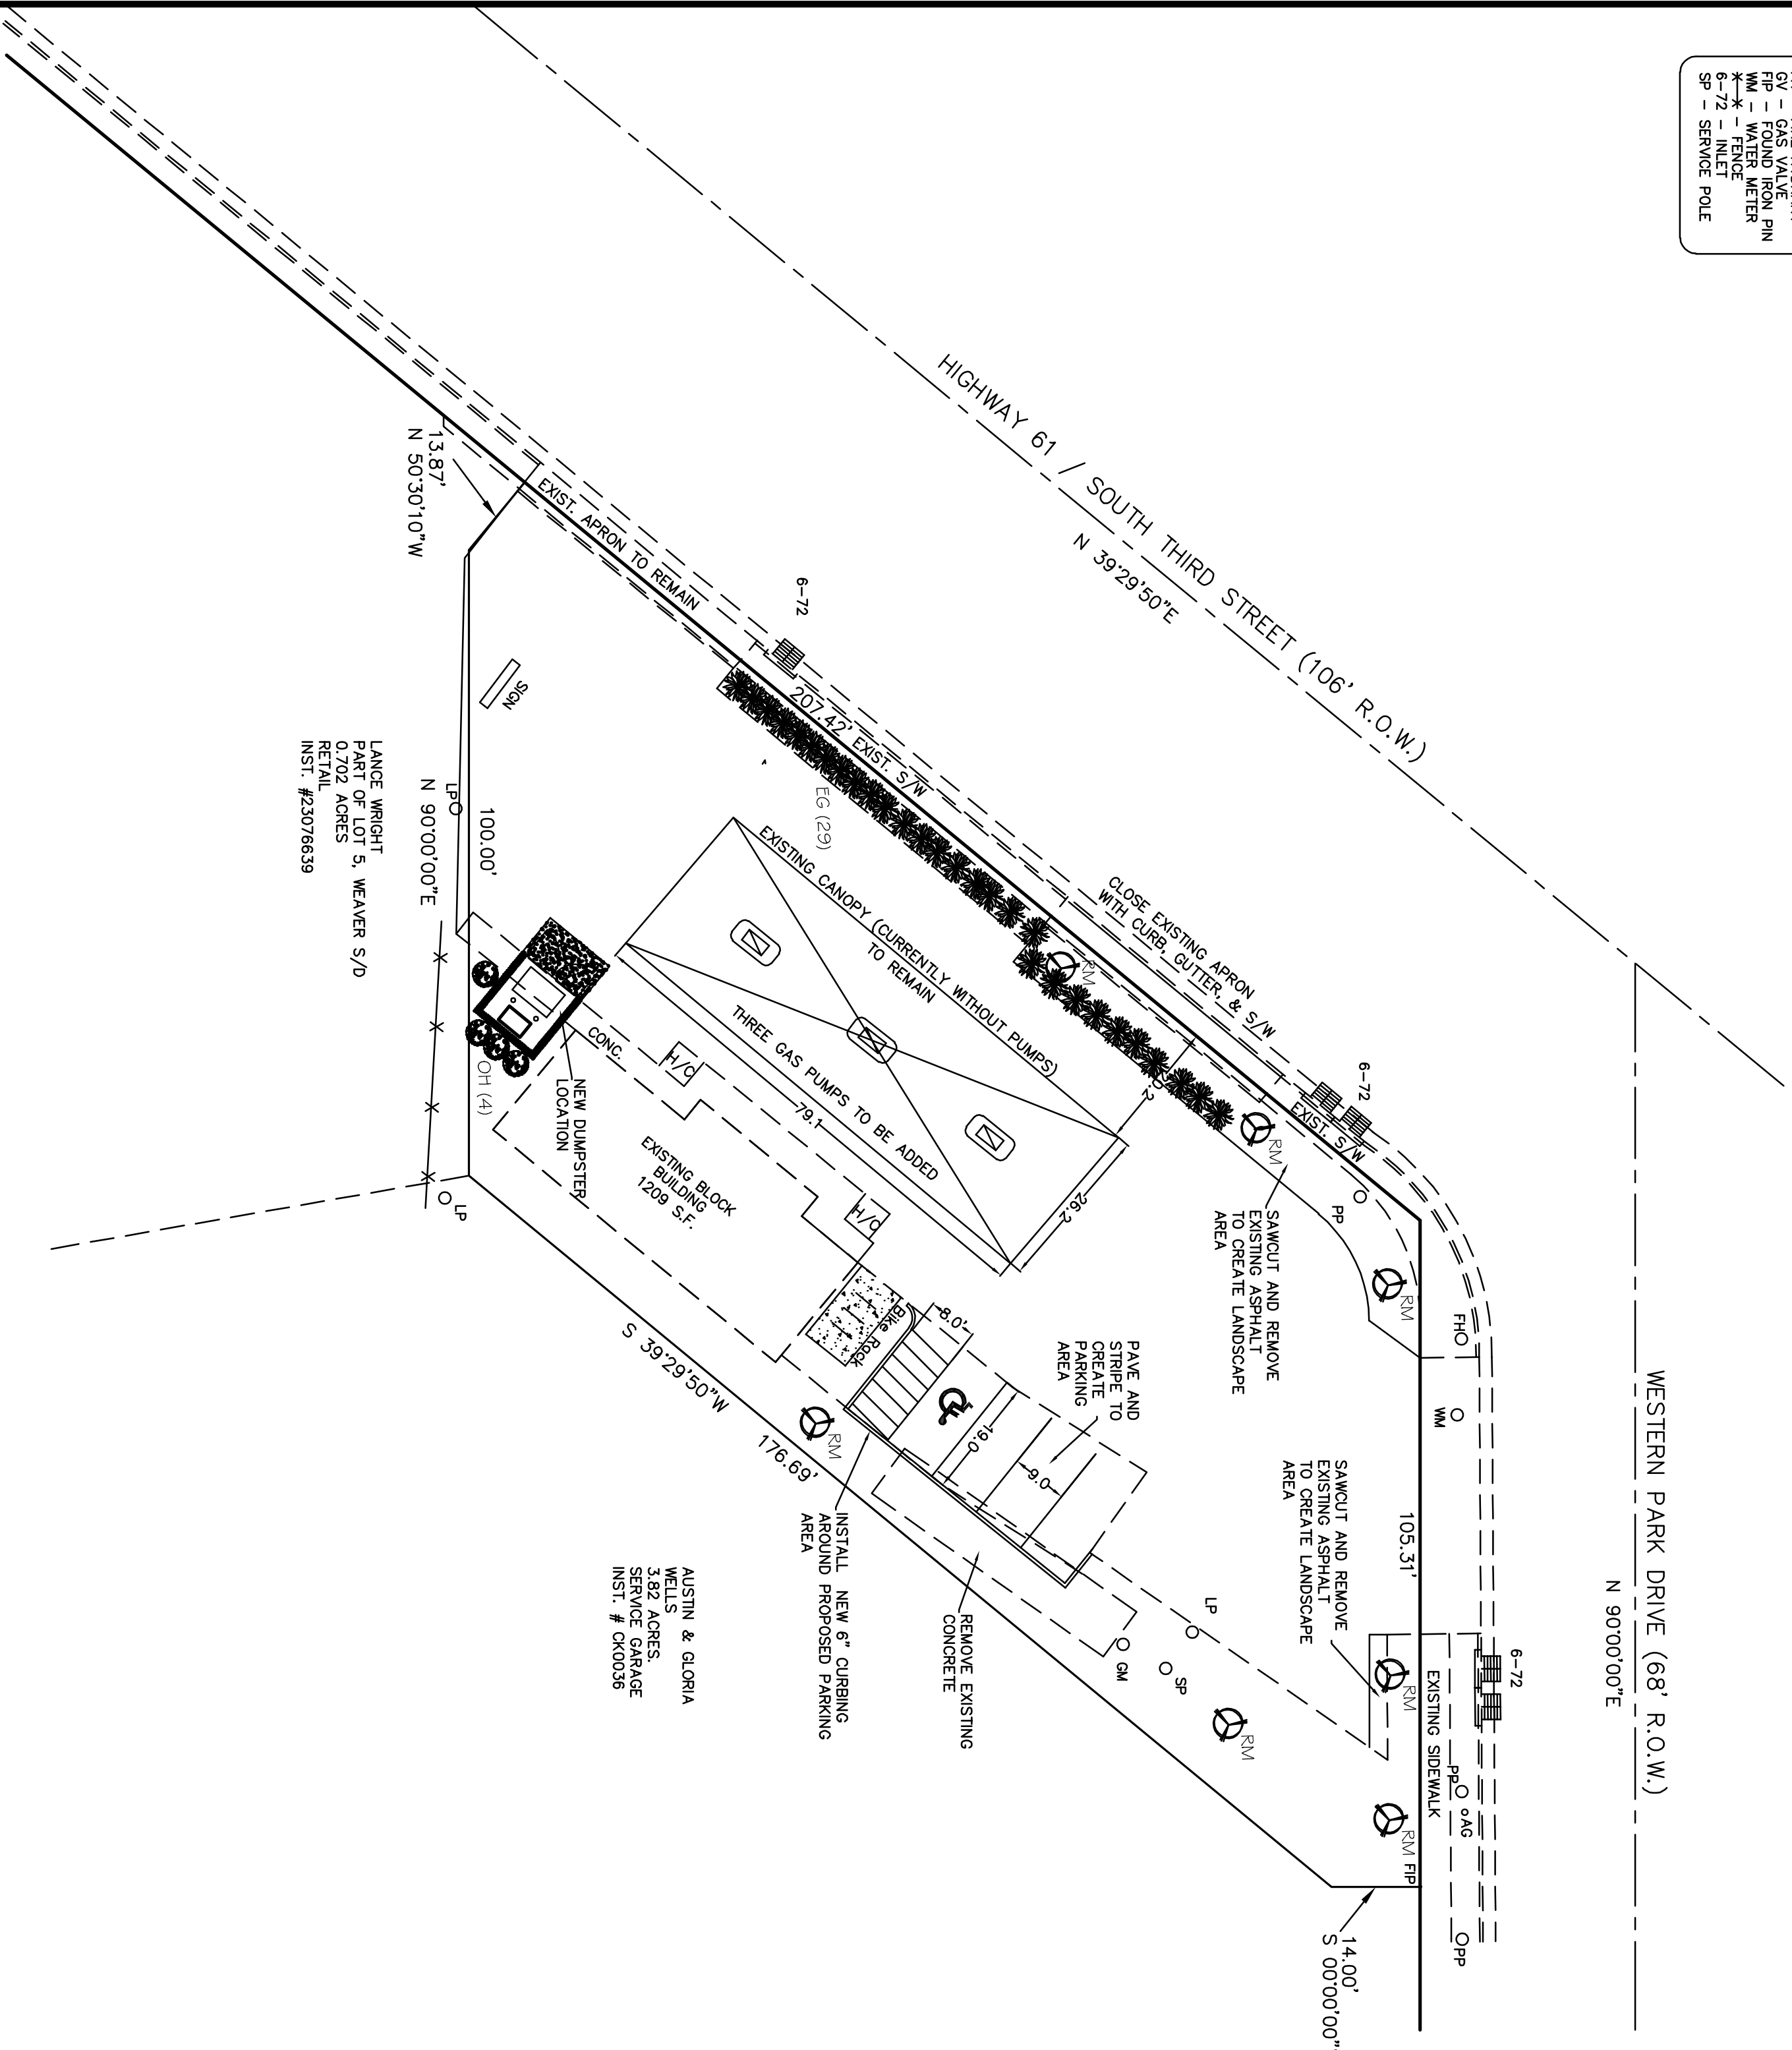 GV - GAS VALVE
FIP - FOUND IRON PIN
WM - WATER METER
- FENCE
6-72 - INLET
SP - SERVICE POLE
WESTERN PARK DRIVE (68' R.O.W.)
N 90°00'00"E
HIGHWAY 61 / SOUTH THIRD STREET (106' R.O.W.)
N 39°29'50"E
6-72
6-72
6-72
PP
AG
PP
EXISTING SIDEWALK
FH
WM
105.31'
FIP
14.00'
S 00°00'00"
RM
RM
RM
PP
EXIST. S/W
CLOSE EXISTING APRON
WITH CURB, GUTTER, & S/W
207.42'
EXIST. S/W
EXIST. APRON TO REMAIN
13.87'
N 50°30'10"W
SAWCUT AND REMOVE
EXISTING ASPHALT
TO CREATE LANDSCAPE
AREA
SAWCUT AND REMOVE
EXISTING ASPHALT
TO CREATE LANDSCAPE
AREA
RM
RM
EG (29)
EXISTING CANOPY (CURRENTLY WITHOUT PUMPS)
TO REMAIN
THREE GAS PUMPS TO BE ADDED
79.1
26.2
PAVE AND
STRIPE TO
CREATE
PARKING
AREA
8.0'
19.0
9.0
Bike Rack
H/C
H/C
CONC.
EXISTING BLOCK
BUILDING
1209 S.F.
NEW DUMPSTER
LOCATION
OH (4)
SIGN
LP
100.00'
N 90°00'00"E
LP
LP
GM
SP
RM
RM
REMOVE EXISTING
CONCRETE
INSTALL NEW 6" CURBING
AROUND PROPOSED PARKING
AREA
S 39°29'50"W
176.69'
AUSTIN & GLORIA
WELLS
3.82 ACRES.
SERVICE GARAGE
INST. # CK0036
LANCE WRIGHT
PART OF LOT 5, WEAVER S/D
0.702 ACRES
RETAIL
INST. #23076639